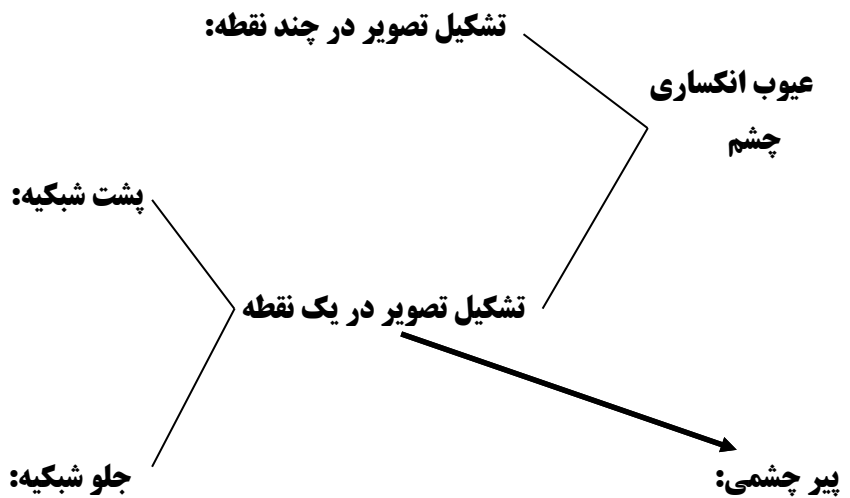 تشکیل تصویر در چند نقطه:
عیوب انکساری
چشم
پشت شبکیه:
تشکیل تصویر در یک نقطه
جلو شبکیه:
پیر چشمی: